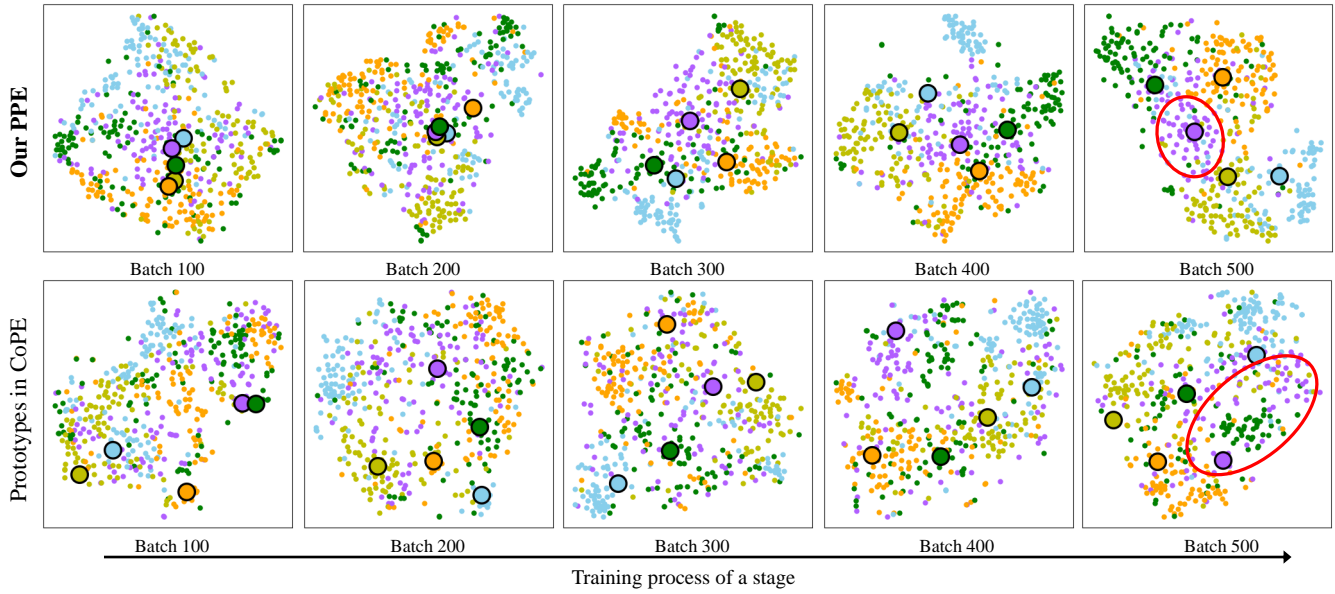 Our PPE
Batch 100
Batch 200
Batch 300
Batch 400
Batch 500
Prototypes in CoPE
Batch 100
Batch 200
Batch 300
Batch 400
Batch 500
Training process of a stage